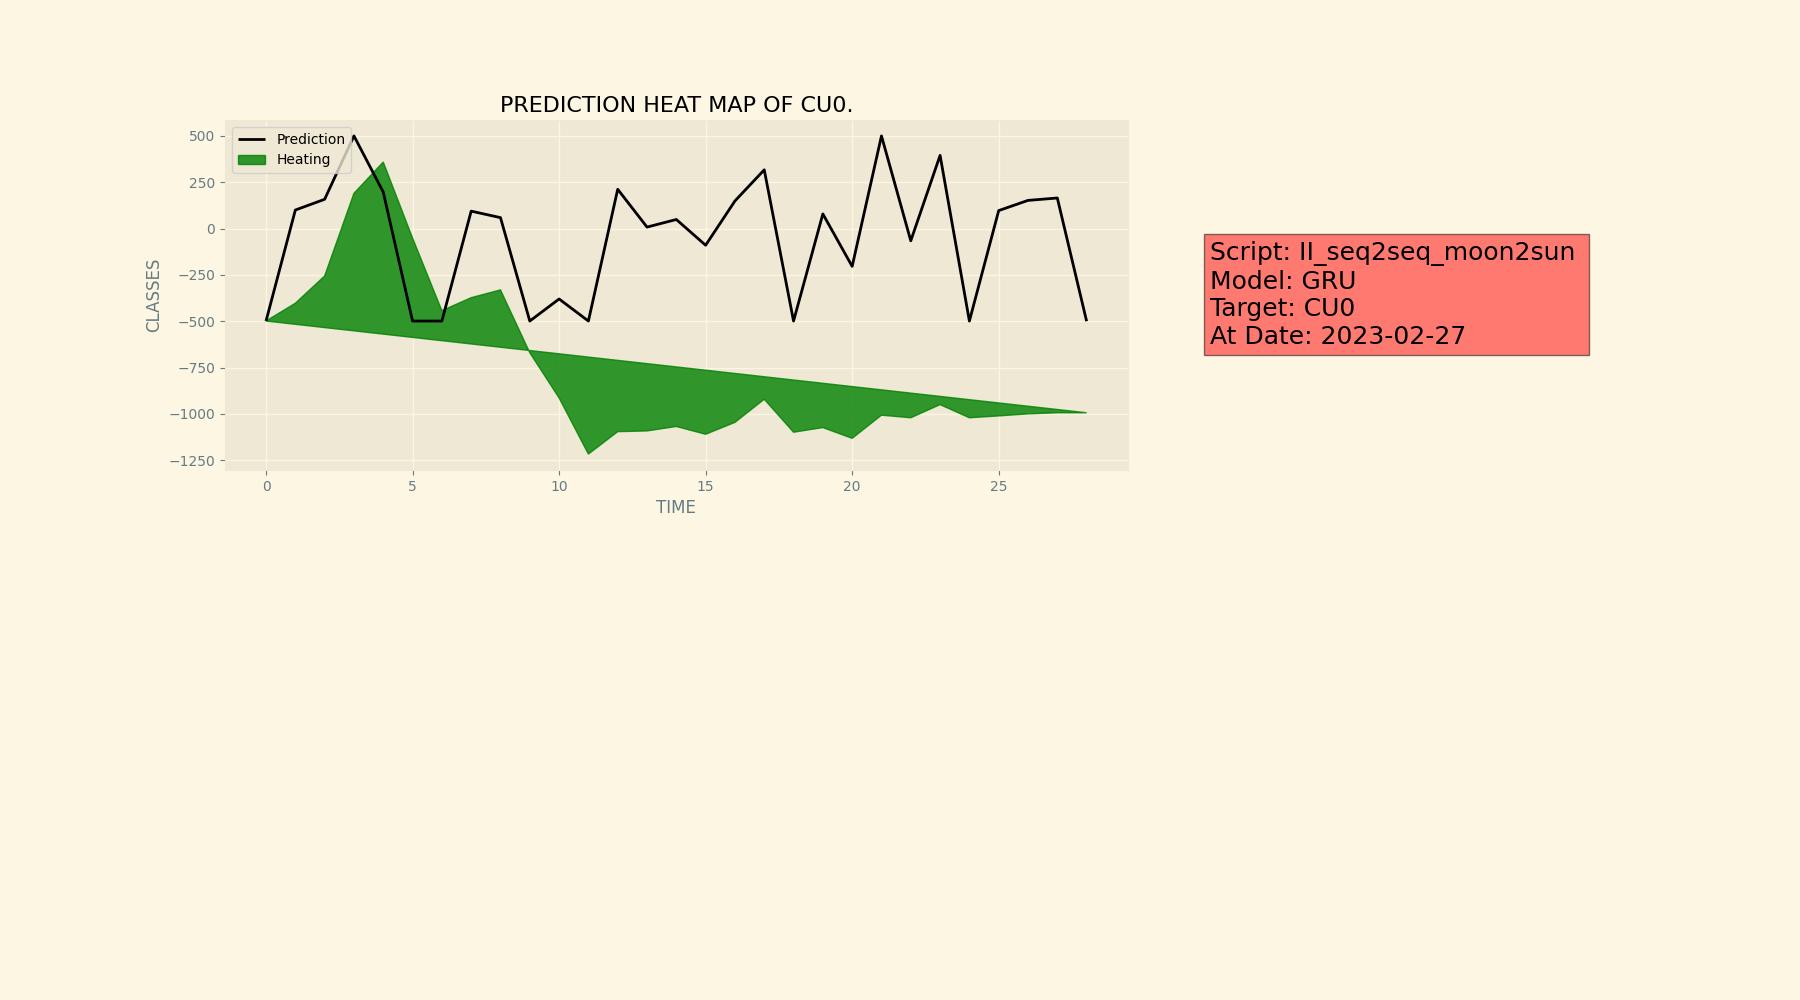 PREDICTION HEAT MAP OF CU0.
Prediction
Heating
500
250
0
−250
−500
−750
−1000
−1250
CLASSES
0 5 10 15 20 25
TIME
Script: II_seq2seq_moon2sun
Model: GRU
Target: CU0
At Date: 2023-02-27